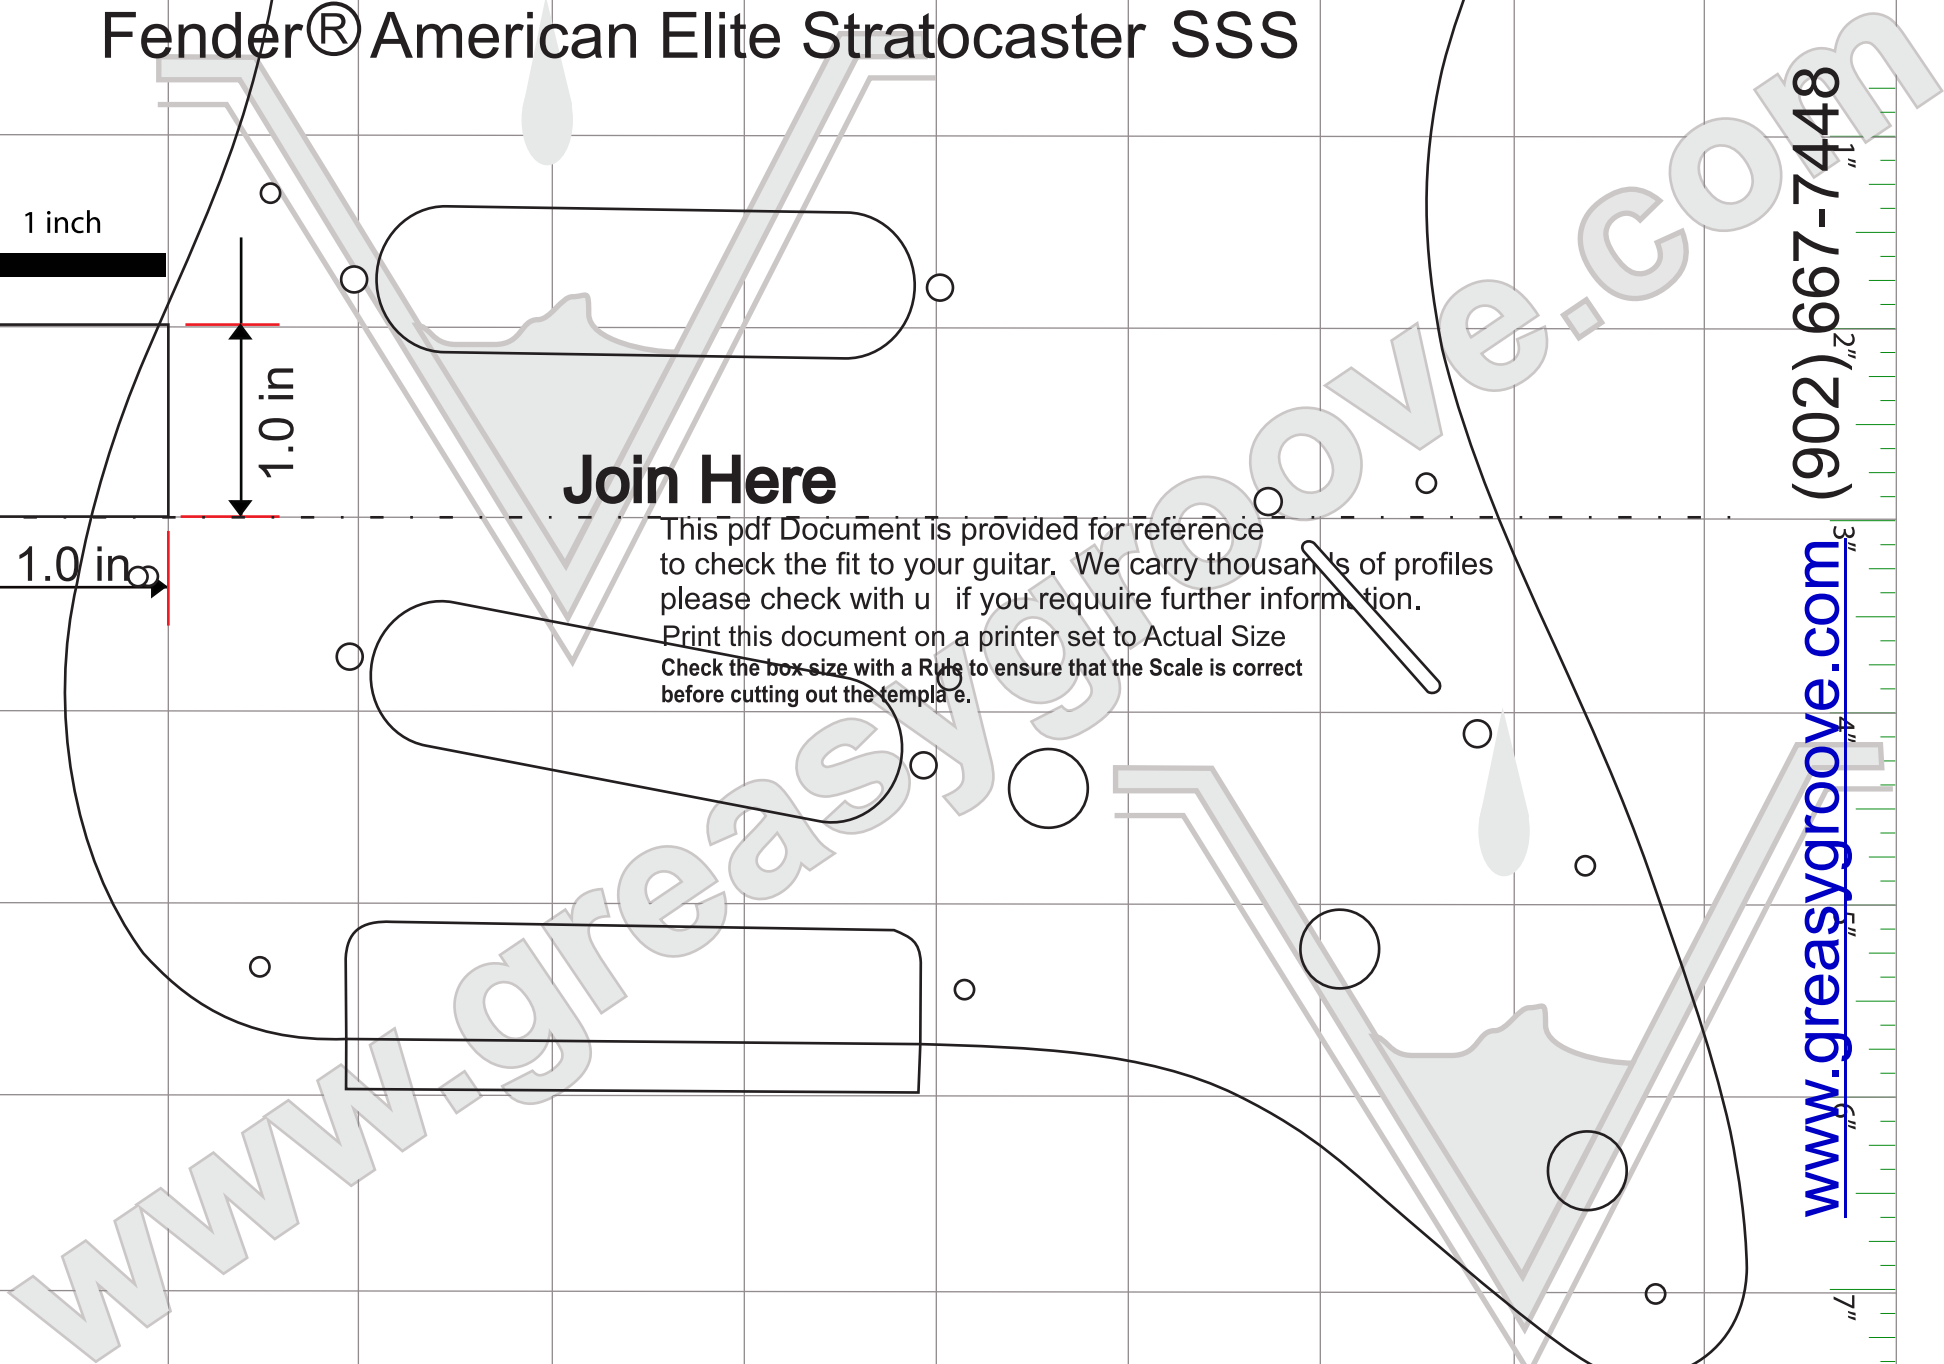 Fender® American Elite Stratocaster SSS
1 inch
1.0 in
1.0 in
Join Here
This pdf Document is provided for reference
to check the fit to your guitar. We carry thousands of profiles
please check with u if you requuire further information.
Print this document on a printer set to Actual Size
Check the box size with a Rule to ensure that the Scale is correct
before cutting out the templa e.
(902) 667-7448
www.greasygroove.com
1"
2"
3"
4"
5"
6"
7"
www.greasygroove.com